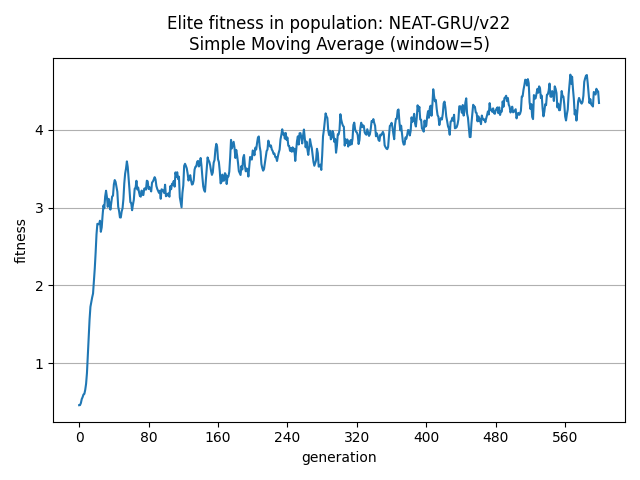 Elite fitness in population: NEAT-GRU/v22
Simple Moving Average (window=5)
fitness
4
3
2
1
0 80 160 240 320 400 480 560
generation